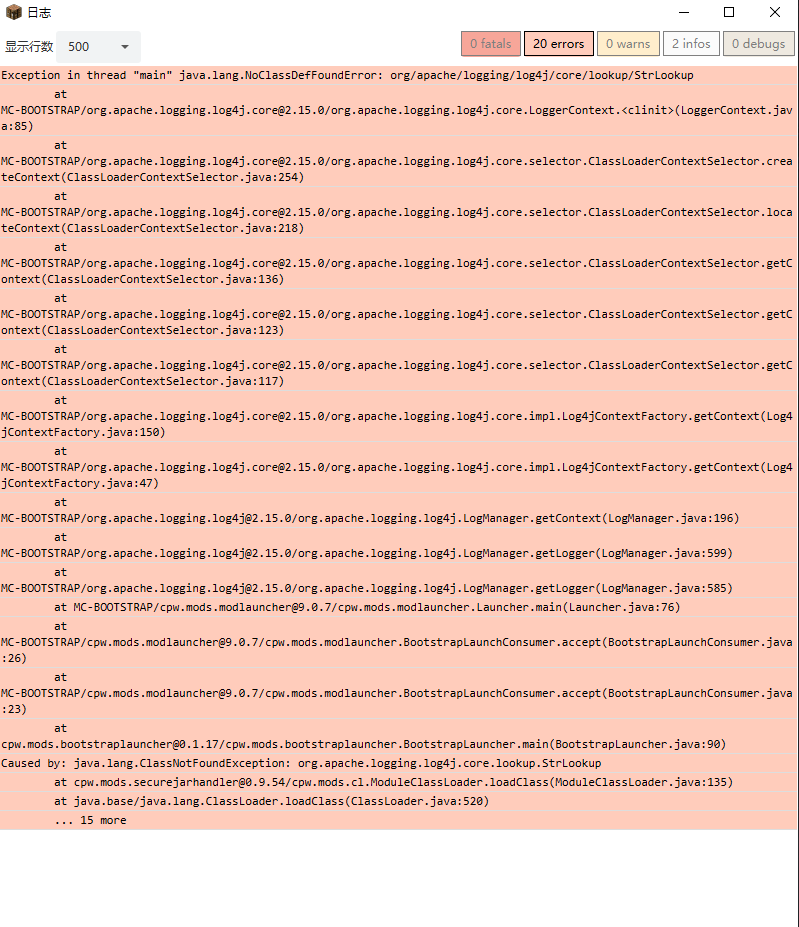 日志
显示行数 500 0 fatals 20 errors 0 warns 2 infos 0 debugs
Exception in thread "main" java.lang.NoClassDefFoundError: org/apache/logging/log4j/core/lookup/StrLookup
at
MC-BOOTSTRAP/org.apache.logging.log4j.core@2.15.0/org.apache.logging.log4j.core.LoggerContext.<clinit>(LoggerContext.jav
a:85)
at
MC-BOOTSTRAP/org.apache.logging.log4j.core@2.15.0/org.apache.logging.log4j.core.selector.ClassLoaderContextSelector.crea
teContext(ClassLoaderContextSelector.java:254)
at
MC-BOOTSTRAP/org.apache.logging.log4j.core@2.15.0/org.apache.logging.log4j.core.selector.ClassLoaderContextSelector.loca
teContext(ClassLoaderContextSelector.java:218)
at
MC-BOOTSTRAP/org.apache.logging.log4j.core@2.15.0/org.apache.logging.log4j.core.selector.ClassLoaderContextSelector.getC
ontext(ClassLoaderContextSelector.java:136)
at
MC-BOOTSTRAP/org.apache.logging.log4j.core@2.15.0/org.apache.logging.log4j.core.selector.ClassLoaderContextSelector.getC
ontext(ClassLoaderContextSelector.java:123)
at
MC-BOOTSTRAP/org.apache.logging.log4j.core@2.15.0/org.apache.logging.log4j.core.selector.ClassLoaderContextSelector.getC
ontext(ClassLoaderContextSelector.java:117)
at
MC-BOOTSTRAP/org.apache.logging.log4j.core@2.15.0/org.apache.logging.log4j.core.impl.Log4jContextFactory.getContext(Log4
jContextFactory.java:150)
at
MC-BOOTSTRAP/org.apache.logging.log4j.core@2.15.0/org.apache.logging.log4j.core.impl.Log4jContextFactory.getContext(Log4
jContextFactory.java:47)
at
MC-BOOTSTRAP/org.apache.logging.log4j@2.15.0/org.apache.logging.log4j.LogManager.getContext(LogManager.java:196)
at
MC-BOOTSTRAP/org.apache.logging.log4j@2.15.0/org.apache.logging.log4j.LogManager.getLogger(LogManager.java:599)
at
MC-BOOTSTRAP/org.apache.logging.log4j@2.15.0/org.apache.logging.log4j.LogManager.getLogger(LogManager.java:585)
at MC-BOOTSTRAP/cpw.mods.modlauncher@9.0.7/cpw.mods.modlauncher.Launcher.main(Launcher.java:76)
at
MC-BOOTSTRAP/cpw.mods.modlauncher@9.0.7/cpw.mods.modlauncher.BootstrapLaunchConsumer.accept(BootstrapLaunchConsumer.java
:26)
at
MC-BOOTSTRAP/cpw.mods.modlauncher@9.0.7/cpw.mods.modlauncher.BootstrapLaunchConsumer.accept(BootstrapLaunchConsumer.java
:23)
at
cpw.mods.bootstraplauncher@0.1.17/cpw.mods.bootstraplauncher.BootstrapLauncher.main(BootstrapLauncher.java:90)
Caused by: java.lang.ClassNotFoundException: org.apache.logging.log4j.core.lookup.StrLookup
at cpw.mods.securejarhandler@0.9.54/cpw.mods.cl.ModuleClassLoader.loadClass(ModuleClassLoader.java:135)
at java.base/java.lang.ClassLoader.loadClass(ClassLoader.java:520)
... 15 more